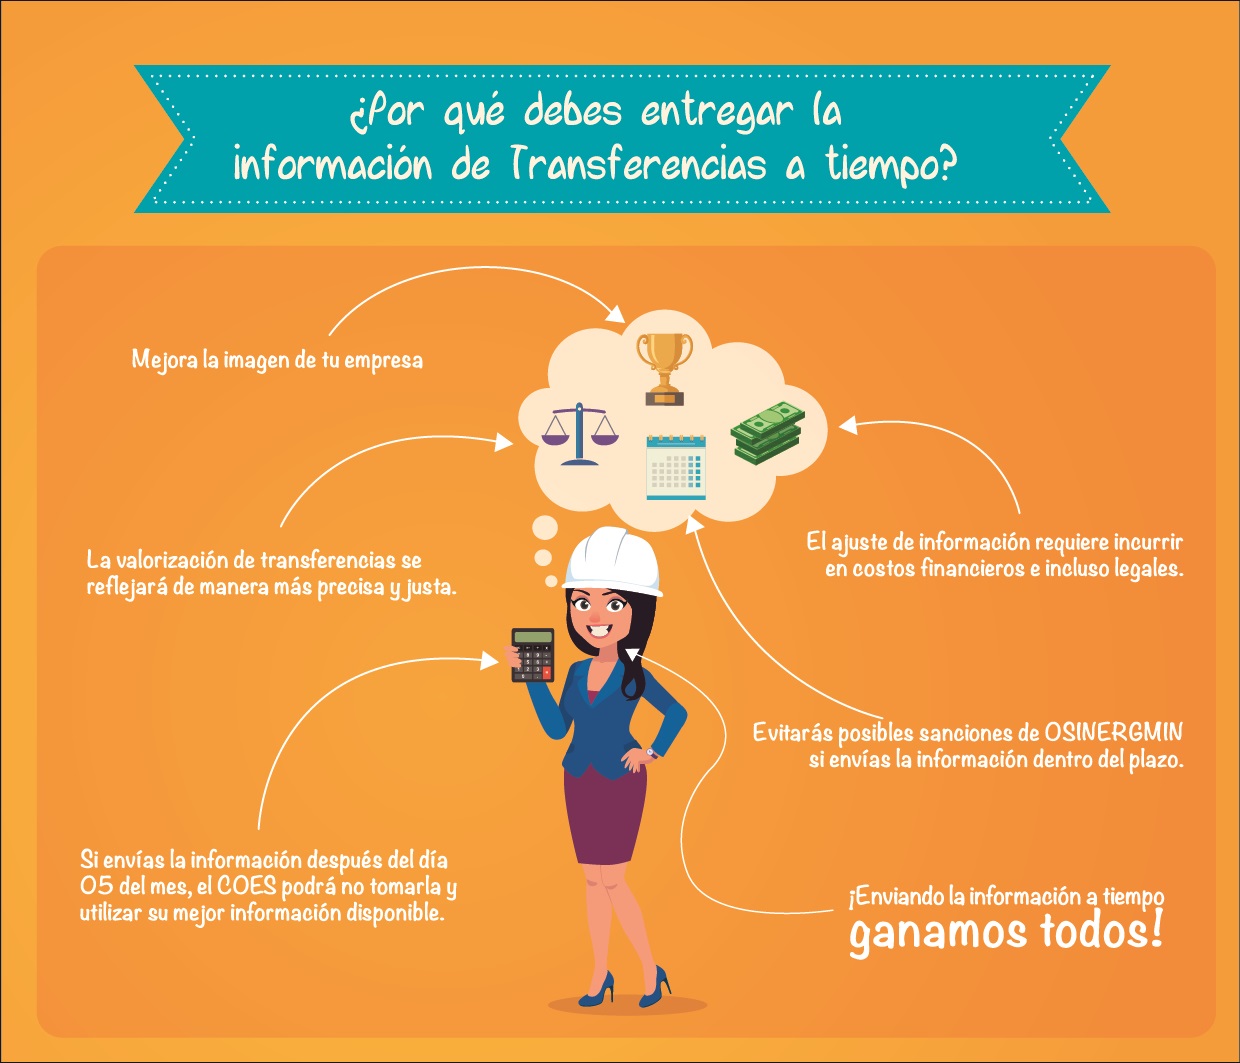 ¿Por qué debes entregar la
información de Transferencias a tiempo?
Mejora la imagen de tu empresa
La valorización de transferencias se
reflejará de manera más precisa y justa.
Si envías la información después del día
05 del mes, el COES podrá no tomarla y
utilizar su mejor información disponible.
El ajuste de información requiere incurrir
en costos financieros e incluso legales.
Evitarás posibles sanciones de OSINERGMIN
si envías la información dentro del plazo.
¡Enviando la información a tiempo
ganamos todos!